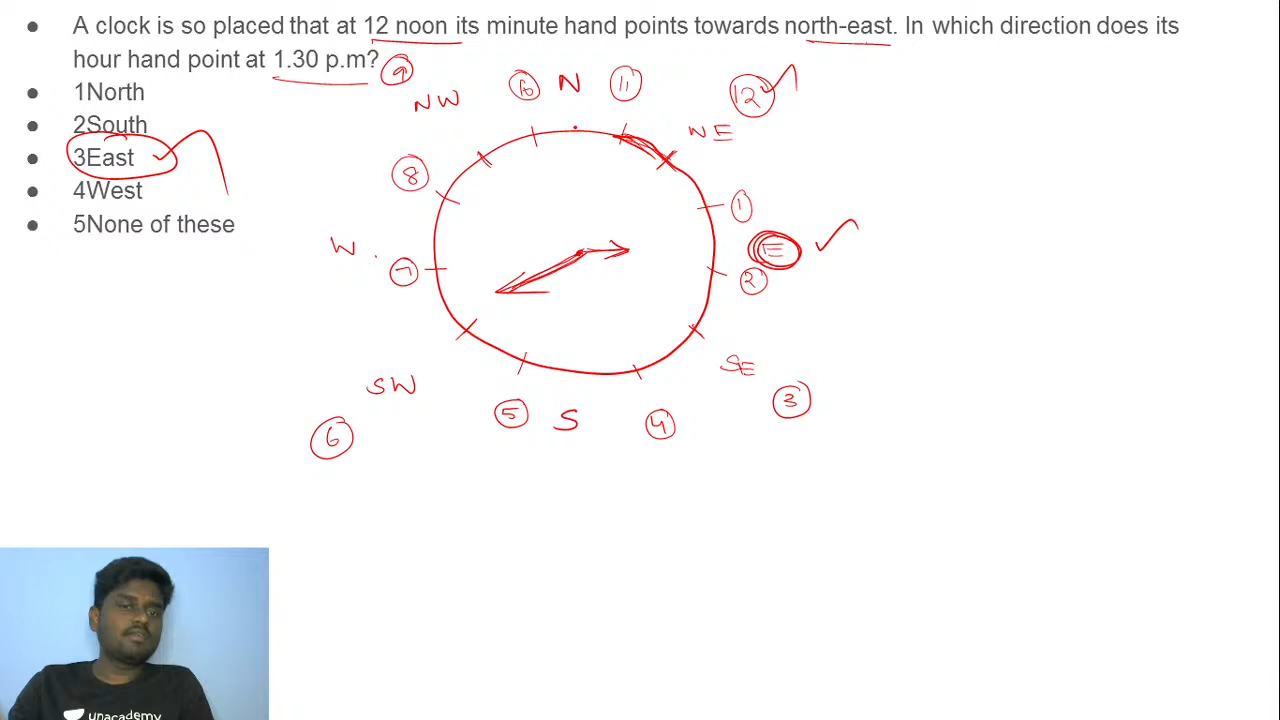 A clock is so placed that at 12 noon its minute hand points towards north-east. In which direction does its
hour hand point at 1.30 p.m?
1North
2South
3East
4West
5None of these
9
NW
10
N
11
12
NE
8
1
W
E
7
2
SE
SW
3
5
S
4
6
unacademy